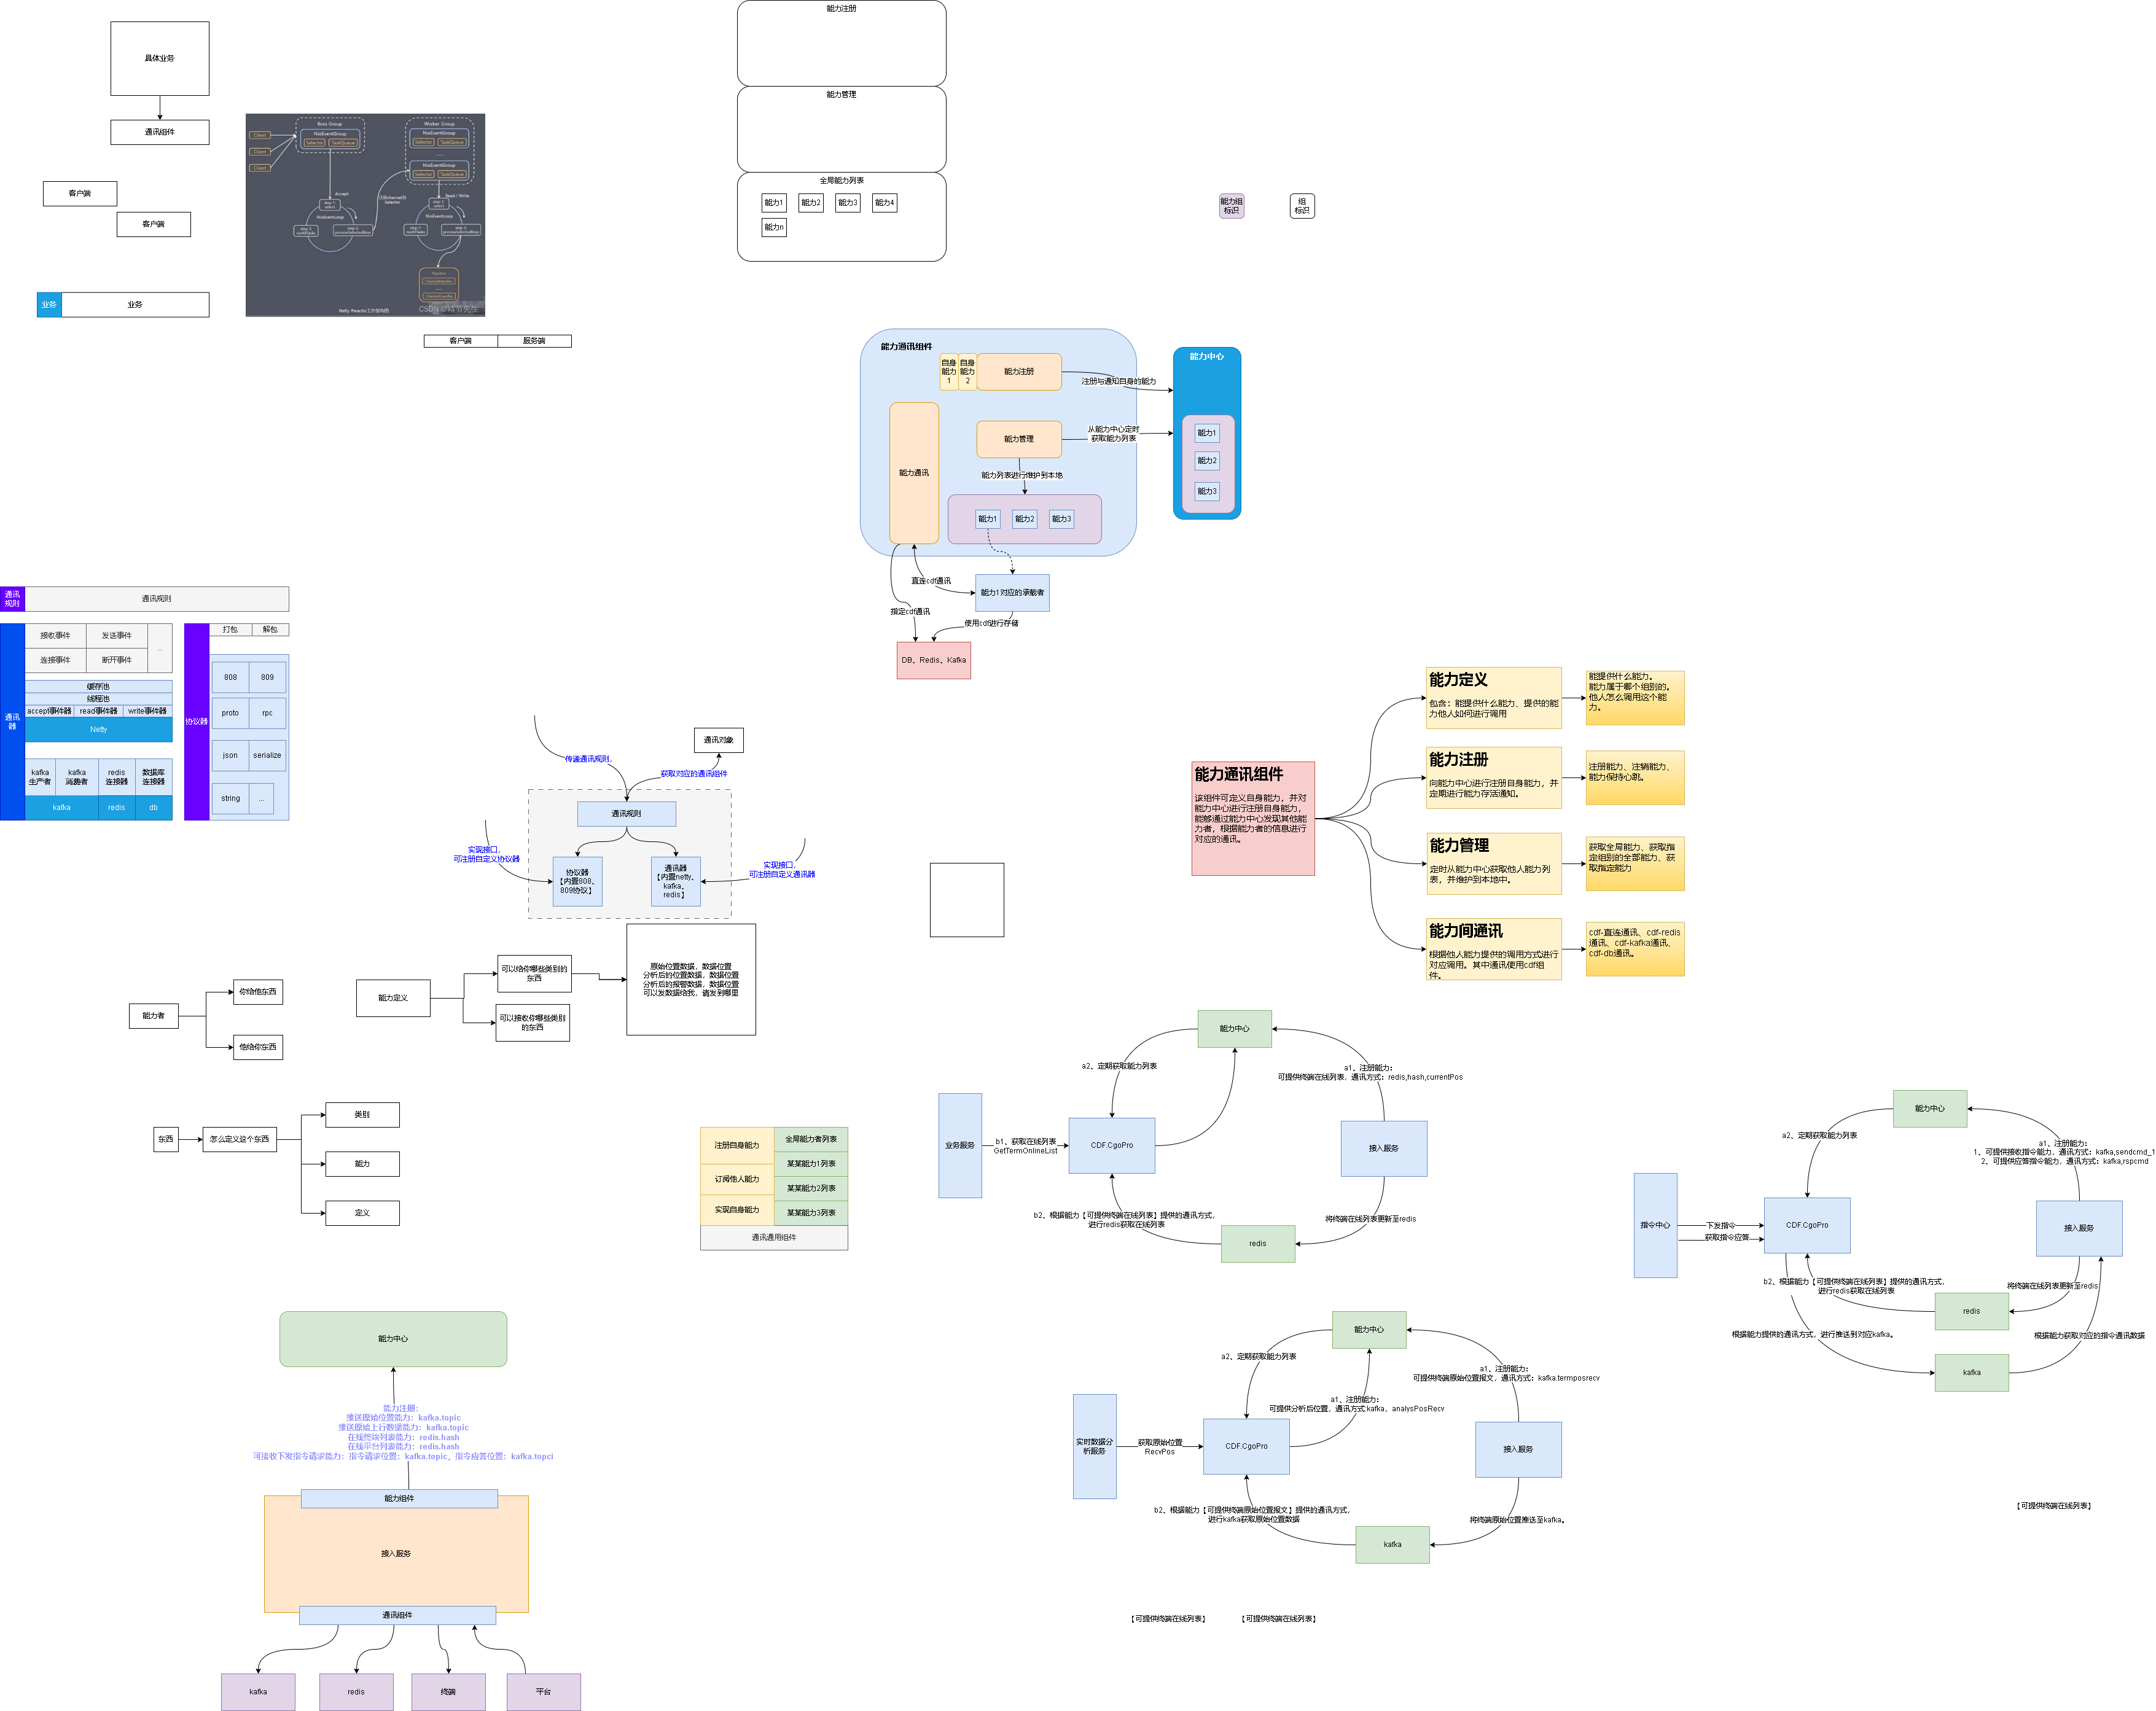 具体业务
通讯组件
客户端
客户端
业务
业务
Boss Group
NioEventGroup
Selector
TaskQueue
Client
Client
Client
Worker Group
NioEventGroup
Selector
TaskQueue
......
NioEventGroup
Selector
TaskQueue
Accept
Read / Write
注册channel到
Selector
step 1:
select
NioEventLoop
step 2:
processSelectedKeys
step 3:
runAllTasks
step 1:
select
NioEventLoop
step 2:
processSelectedKeys
step 3:
runAllTasks
Pipeline
ChannelHandler
......
ChannelHandler
Netty Reactor工作架构图
客户端
服务端
能力注册
能力管理
全局能力列表
能力1
能力2
能力3
能力4
能力n
能力组
标识
组
标识
能力通讯组件
自身
能力
1
自身
能力
2
能力注册
能力管理
能力通讯
能力列表进行维护到本地
能力1
能力2
能力3
注册与通知自身的能力
从能力中心定时
获取能力列表
能力中心
能力1
能力2
能力3
直连cdf通讯
指定cdf通讯
能力1对应的承载者
使用cdf进行存储
DB、Redis、Kafka
通讯
规则
通讯规则
通讯
器
接收事件
发送事件
连接事件
断开事件
...
缓存池
线程池
accept事件器
read事件器
write事件器
Netty
kafka
生产者
kafka
消费者
redis
连接器
数据库
连接器
kafka
redis
db
协议器
打包
解包
808
809
proto
rpc
json
serialize
string
...
传递通讯规则,
通讯对象
获取对应的通讯组件
通讯规则
协议器
【内置808、
809协议】
通讯器
【内置netty、
kafka、
redis】
实现接口,
可注册自定义协议器
实现接口,
可注册自定义通讯器
能力通讯组件
该组件可定义自身能力，并对
能力中心进行注册自身能力，
能够通过能力中心发现其他能
力者，根据能力者的信息进行
对应的通讯。
能力定义
包含：能提供什么能力、提供的能
力他人如何进行调用
能提供什么能力。
能力属于哪个组别的。
他人怎么调用这个能
力。
能力注册
向能力中心进行注册自身能力，并
定期进行能力存活通知。
注册能力、注销能力、
能力保持心跳。
能力管理
定时从能力中心获取他人能力列
表，并维护到本地中。
获取全局能力、获取指
定组别的全部能力、获
取指定能力
能力间通讯
根据他人能力提供的调用方式进行
对应调用。其中通讯使用cdf组
件。
cdf-直连通讯、cdf-redis
通讯、cdf-kafka通讯、
cdf-db通讯。
能力者
你给他东西
他给你东西
能力定义
可以给你哪些类别的
东西
可以接收你哪些类别
的东西
原始位置数据，数据位置
分析后的位置数据，数据位置
分析后的报警数据，数据位置
可以发数据给我，请发到哪里
东西
怎么定义这个东西
类别
能力
定义
注册自身能力
订阅他人能力
实现自身能力
全局能力者列表
某某能力1列表
某某能力2列表
某某能力3列表
通讯通用组件
能力中心
a2、定期获取能力列表
a1、注册能力：
可提供终端在线列表，通讯方式：redis,hash,currentPos
业务服务
b1、获取在线列表
GetTermOnlineList
CDF.CgoPro
接入服务
b2、根据能力【可提供终端在线列表】提供的通讯方式，
进行redis获取在线列表
将终端在线列表更新至redis
redis
能力中心
a2、定期获取能力列表
a1、注册能力：
1、可提供接收指令能力，通讯方式：kafka,sendcmd_1
2、可提供应答指令能力，通讯方式：kafka,rspcmd
指令中心
下发指令
获取指令应答
CDF.CgoPro
接入服务
b2、根据能力【可提供终端在线列表】提供的通讯方式，
进行redis获取在线列表
将终端在线列表更新至redis
redis
根据能力提供的通讯方式，进行推送到对应kafka。
根据能力获取对应的指令通讯数据
kafka
能力中心
a2、定期获取能力列表
a1、注册能力：
可提供终端原始位置报文，通讯方式：kafka.termposrecv
a1、注册能力：
可提供分析后位置，通讯方式:kafka，analysPosRecv
实时数据分
析服务
获取原始位置
RecvPos
CDF.CgoPro
接入服务
b2、根据能力【可提供终端原始位置报文】提供的通讯方式，
进行kafka获取原始位置数据
将终端原始位置推送至kafka。
kafka
【可提供终端在线列表】
【可提供终端在线列表】
【可提供终端在线列表】
能力中心
能力注册：
推送原始位置能力：kafka.topic
推送原始上行数据能力：kafka.topic
在线终端列表能力：redis.hash
在线平台列表能力：redis.hash
可接收下发指令请求能力：指令请求位置：kafka.topic，指令应答位置：kafka.topci
能力组件
接入服务
通讯组件
kafka
redis
终端
平台